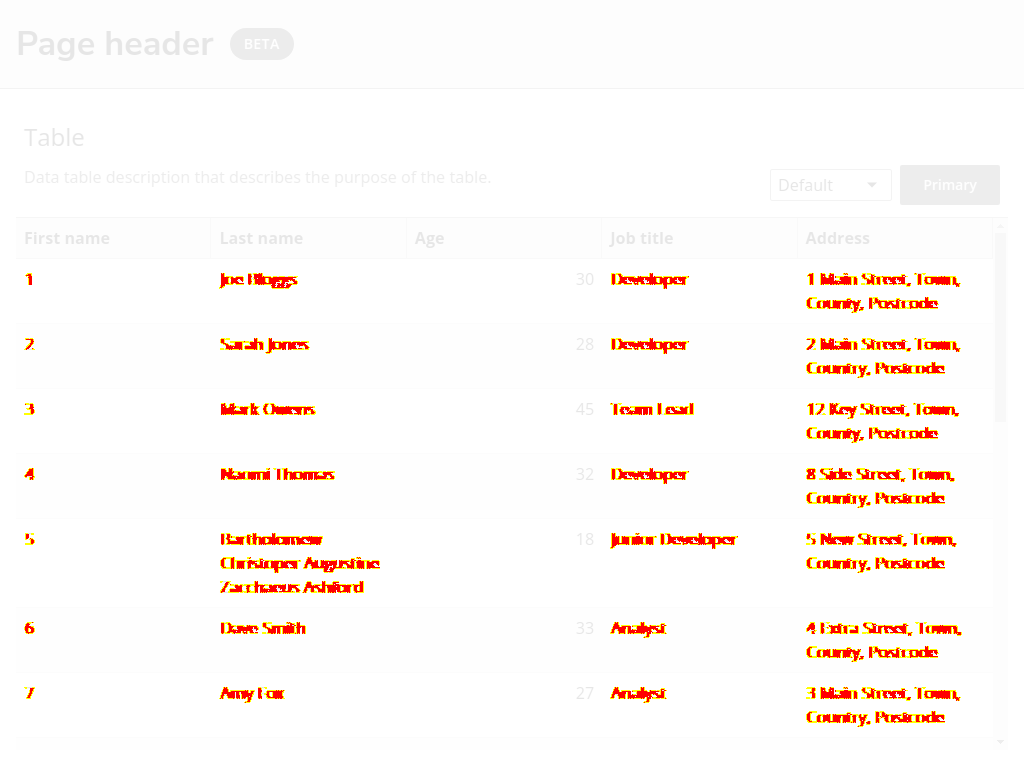 Page header BETA
Table
Data table description that describes the purpose of the table.
Default Primary
First name Last name Age Job title Address
1 Joe Bloggs 30 Developer 1 Main Street, Town,
County, Postcode
2 Sarah Jones 28 Developer 2 Main Street, Town,
Country, Postcode
3 Mark Owens 45 Team Lead 12 Key Street, Town,
County, Postcode
4 Naomi Thomas 32 Developer 8 Side Street, Town,
Country, Postcode
5 Bartholomew 18 Junior Developer 5 New Street, Town,
Christoper Augustine Country, Postcode
Zacchaeus Ashford
6 Dave Smith 33 Analyst 4 Extra Street, Town,
County, Postcode
7 Amy Fox 27 Analyst 3 Main Street, Town,
Country, Postcode